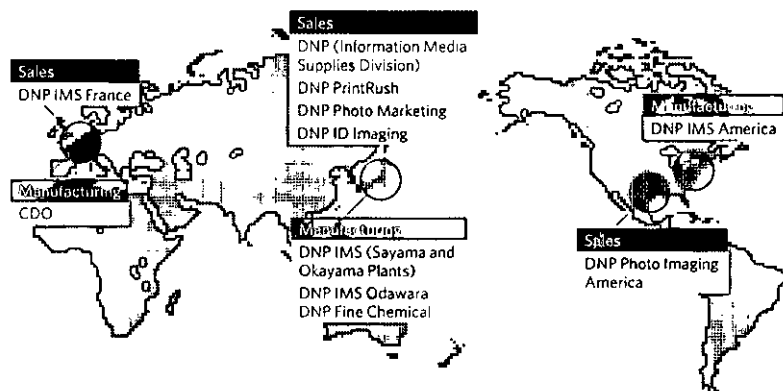 Sales
DNP IMS France
Manufacturing
CDO
Sales
DNP (Information Media
Supplies Division)
DNP PrintRush
DNP Photo Marketing
DNP ID Imaging
Manufacturing
DNP IMS (Sayama and
Okayama Plants)
DNP IMS Odawara
DNP Fine Chemical
Manufacturing
DNP IMS America
Sales
DNP Photo Imaging
America